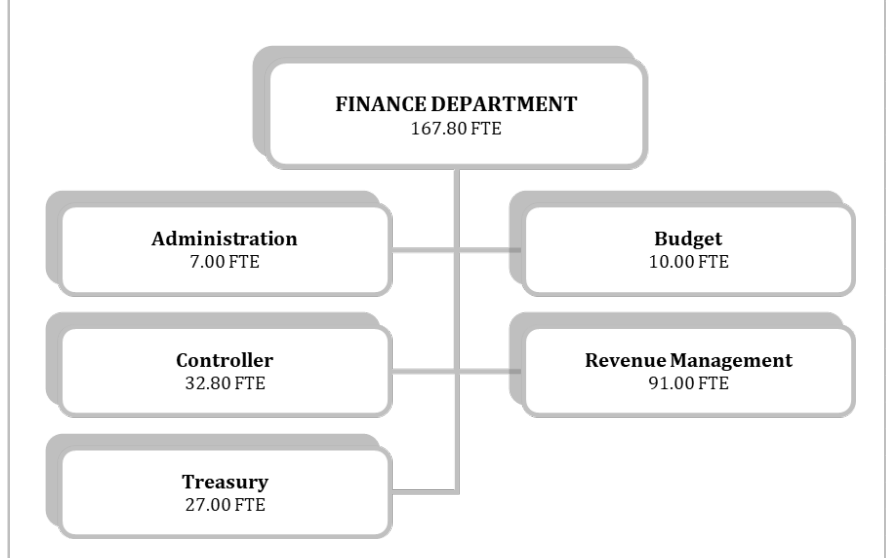 FINANCE DEPARTMENT
167.80 FTE
Administration
7.00 FTE
Budget
10.00 FTE
Controller
32.80 FTE
Revenue Management
91.00 FTE
Treasury
27.00 FTE